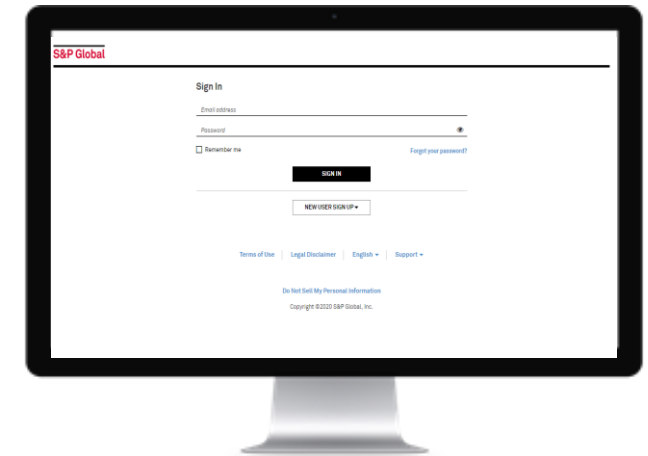 S&P Global
Sign In
Email address
Password
Remember me
Forgot your password?
SIGN IN
NEW USER SIGN UP
Terms of Use
Legal Disclaimer
English
Support
Do Not Sell My Personal Information
Copyright ©2020 S&P Global, Inc.